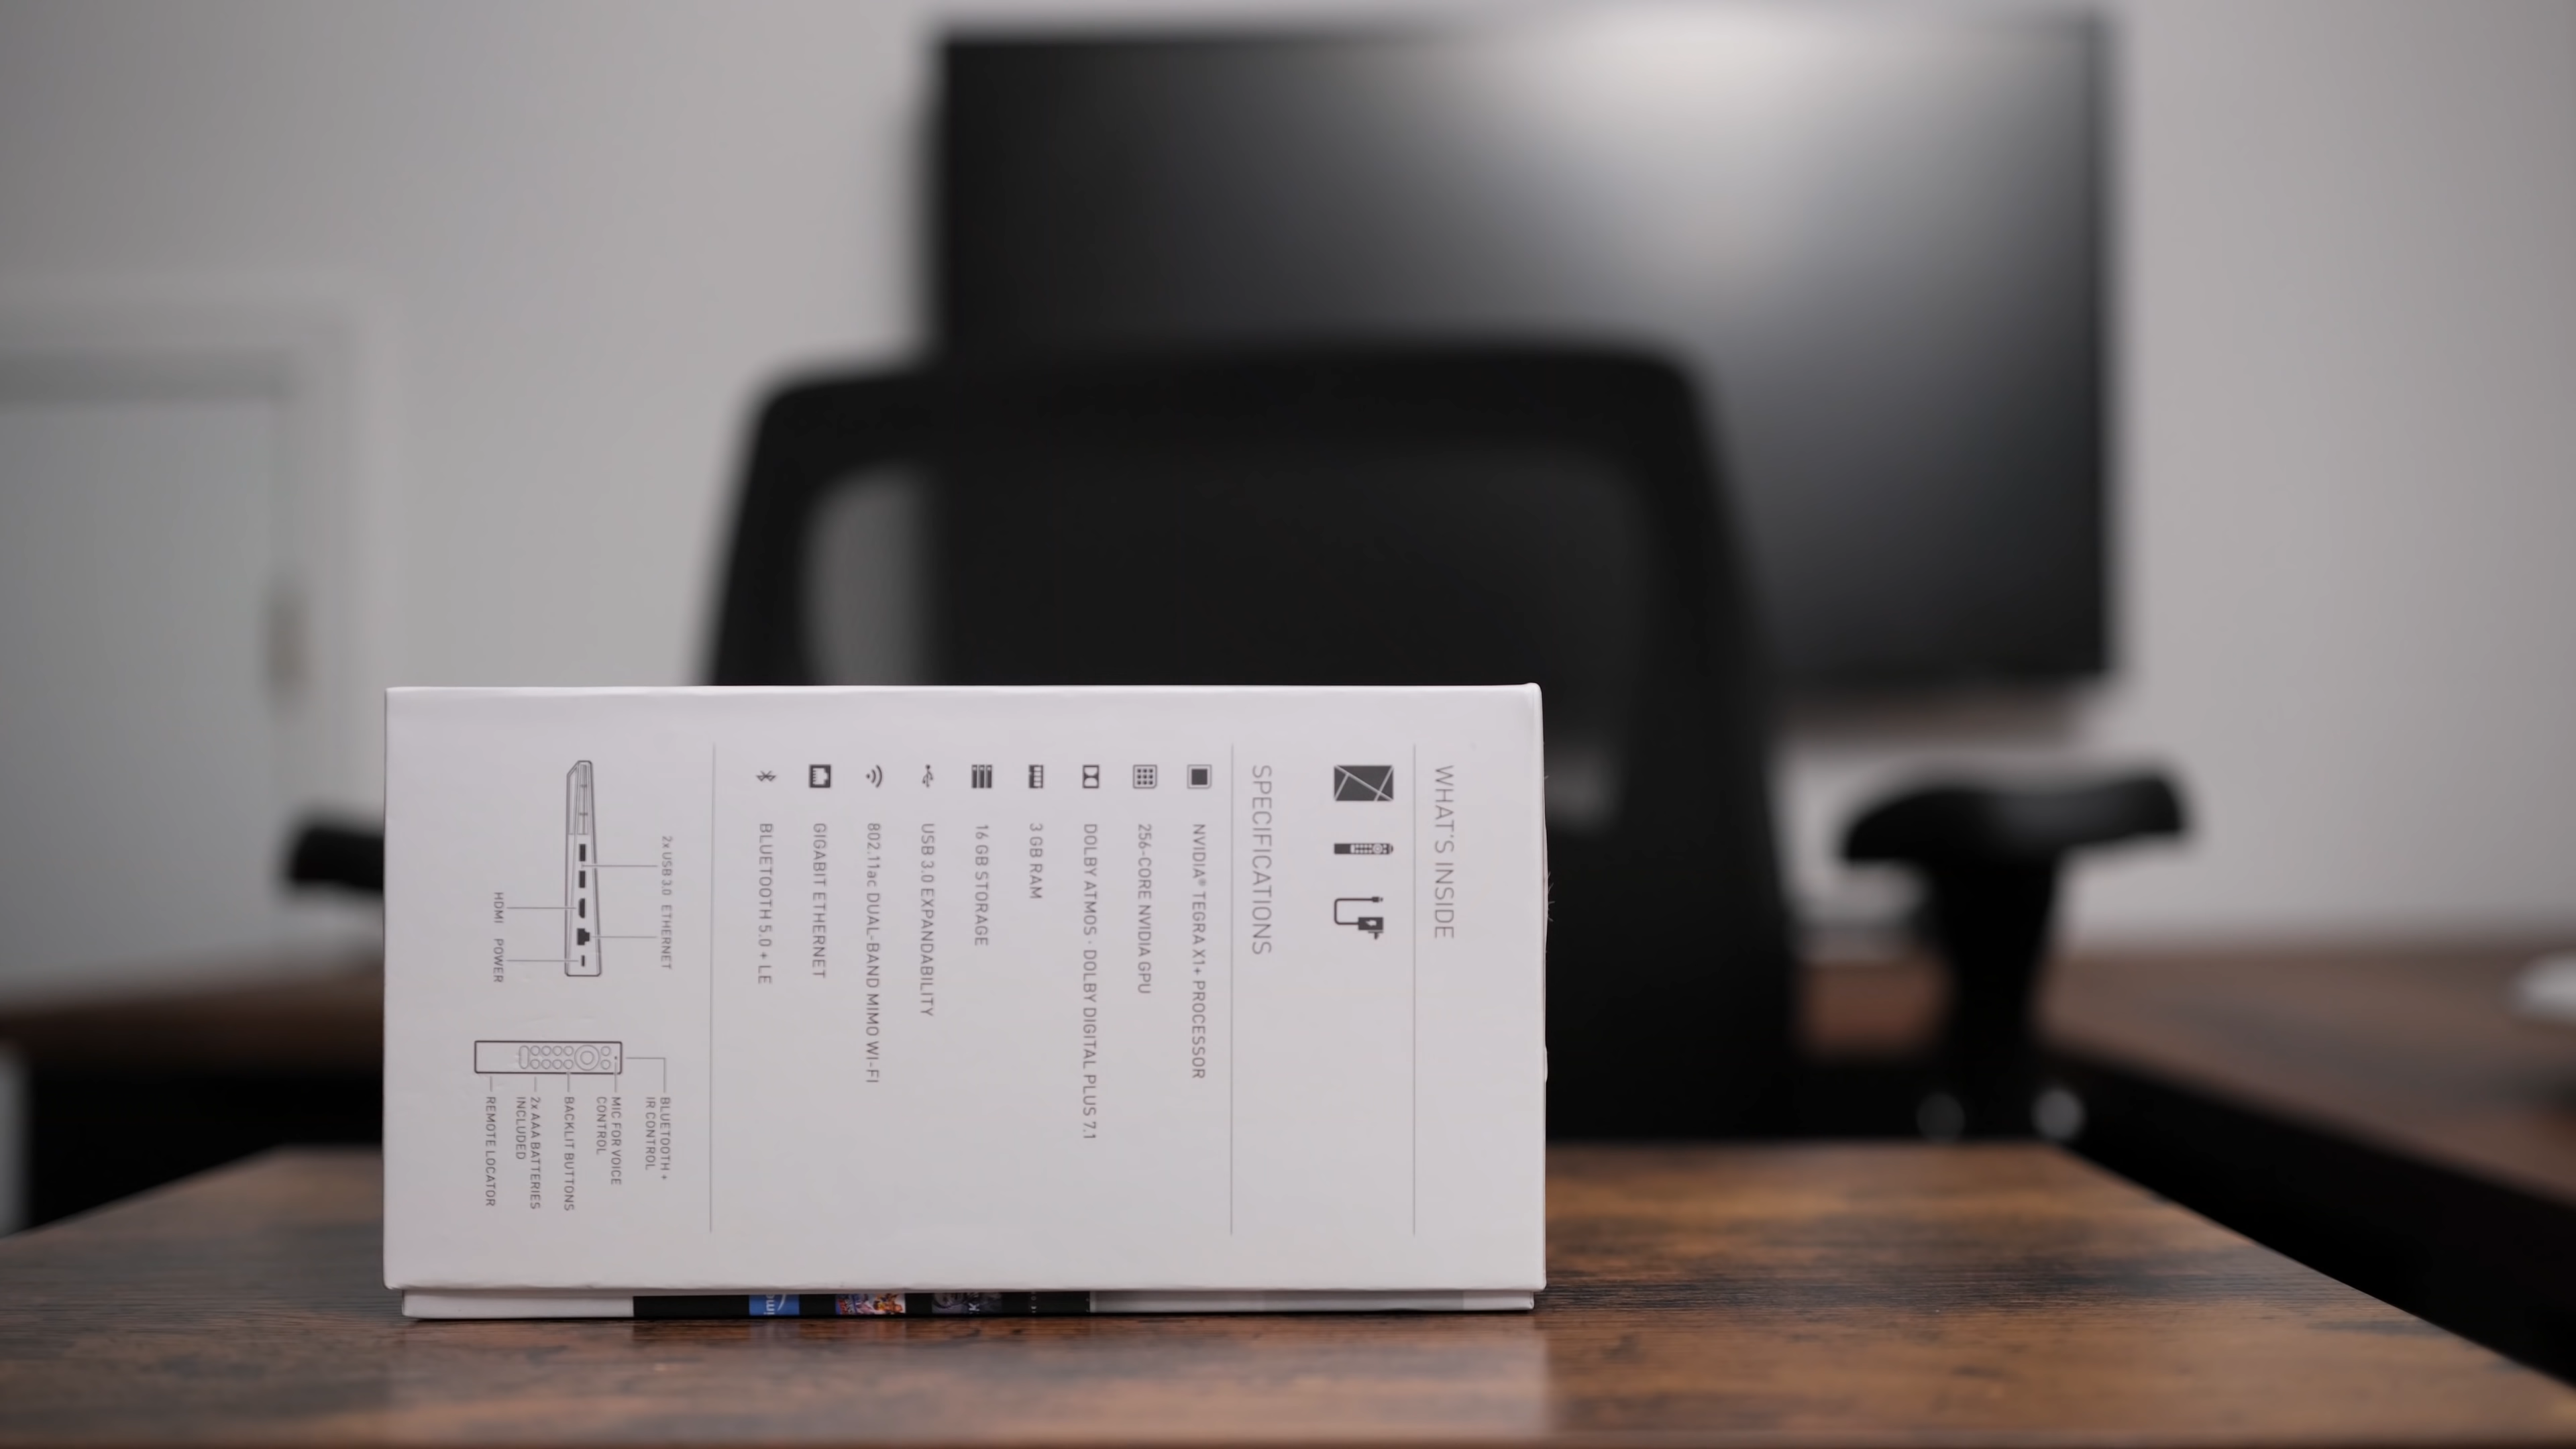 WHAT'S INSIDE
SPECIFICATIONS
NVIDIA® TEGRA X1+ PROCESSOR
256-CORE NVIDIA GPU
DOLBY ATMOS · DOLBY DIGITAL PLUS 7.1
3 GB RAM
16 GB STORAGE
USB 3.0 EXPANDABILITY
802.11ac DUAL-BAND MIMO WI-FI
GIGABIT ETHERNET
BLUETOOTH 5.0 + LE
2x USB 3.0 ETHERNET
HDMI POWER
BLUETOOTH +
IR CONTROL
MIC FOR VOICE
CONTROL
BACKLIT BUTTONS
2x AAA BATTERIES
INCLUDED
REMOTE LOCATOR